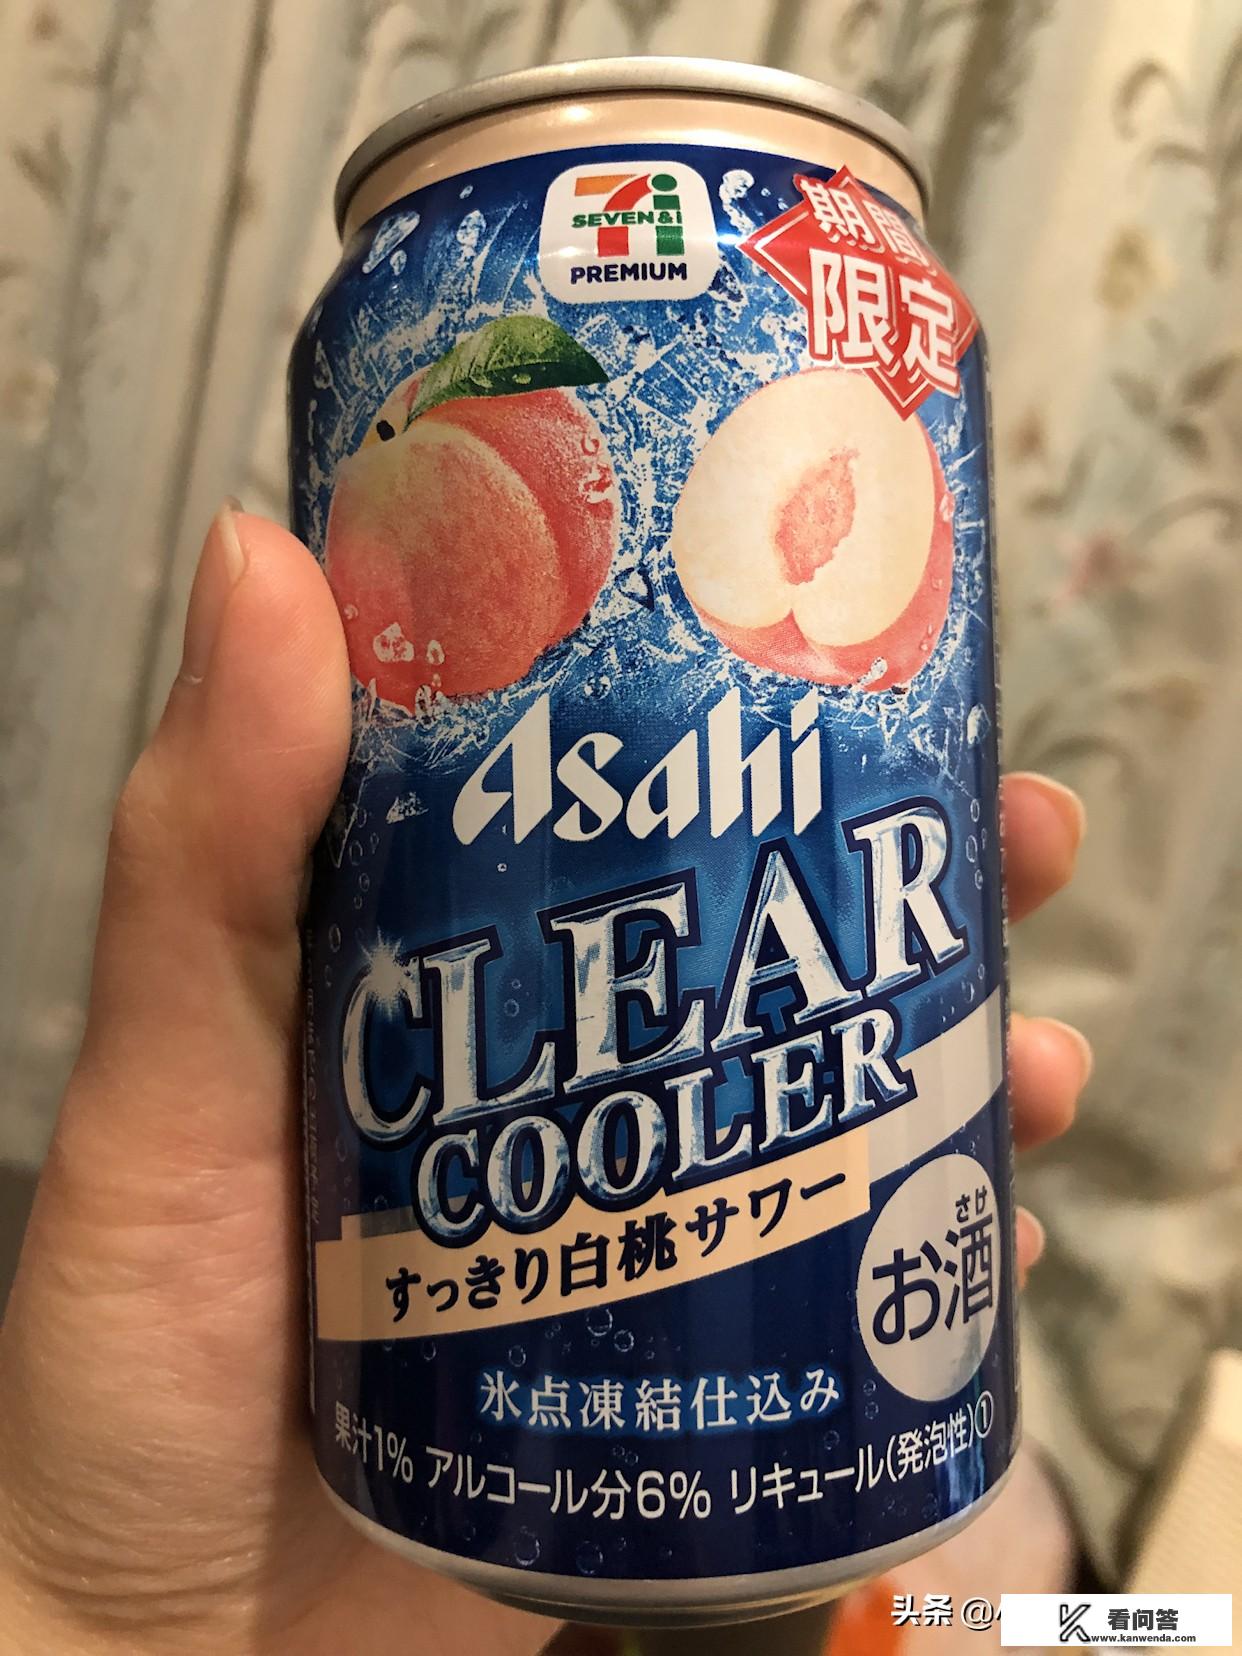 SEVEN&i
PREMIUM
期間
限定
Asahi
CLEAR
COOLER
すっきり白桃サワー
さけ
お酒
氷点凍結仕込み
果汁1% アルコール分6% リキュール(発泡性)①
头条 @
看问答
www.kanwenda.com